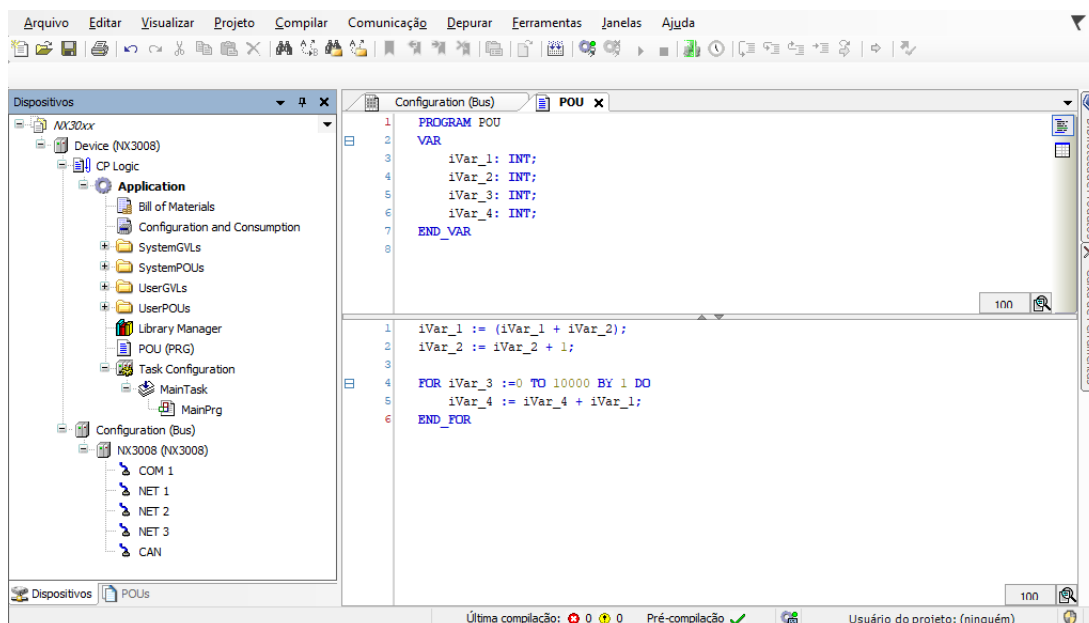 Arquivo Editar Visualizar Projeto Compilar Comunicação Depurar Ferramentas Janelas Ajuda
Dispositivos
NX30xx
Device (NX3008)
CP Logic
Application
Bill of Materials
Configuration and Consumption
SystemGVLs
SystemPOUs
UserGVLs
UserPOUs
Library Manager
POU (PRG)
Task Configuration
MainTask
MainPrg
Configuration (Bus)
NX3008 (NX3008)
COM 1
NET 1
NET 2
NET 3
CAN
Dispositivos POUs
Configuration (Bus) POU
1 PROGRAM POU
2 VAR
3 iVar_1: INT;
4 iVar_2: INT;
5 iVar_3: INT;
6 iVar_4: INT;
7 END_VAR
8
100
1 iVar_1 := (iVar_1 + iVar_2);
2 iVar_2 := iVar_2 + 1;
3
4 FOR iVar_3 :=0 TO 10000 BY 1 DO
5 iVar_4 := iVar_4 + iVar_1;
6 END_FOR
100
Última compilação: 0 0 Pré-compilação Usuário do projeto: (ninguém)